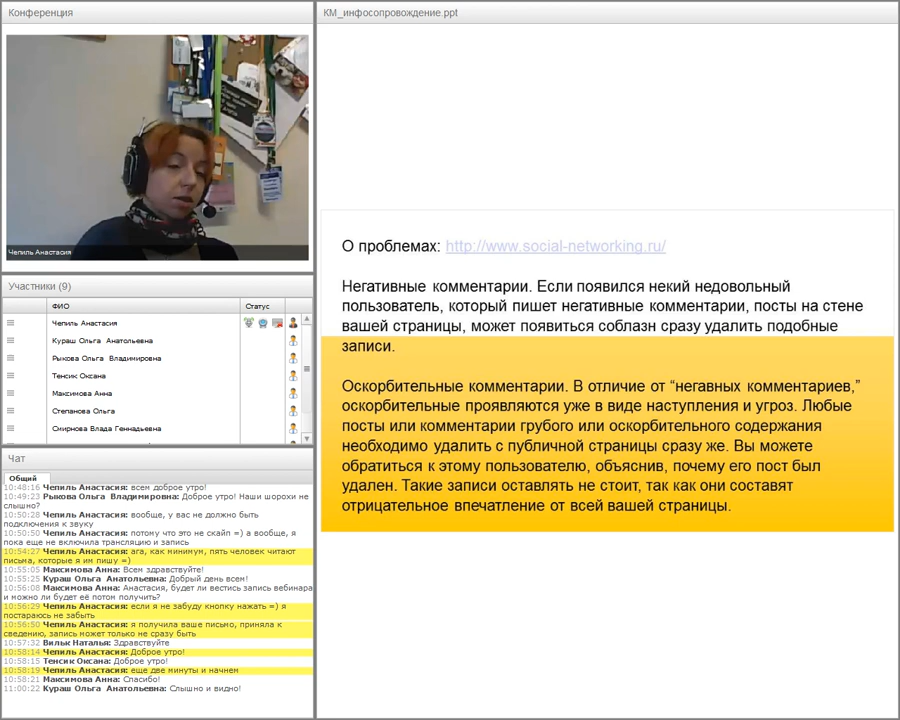 Конференция
Чепиль Анастасия
Участники (9)
ФИО
Статус
Чепиль Анастасия
Кураш Ольга Анатольевна
Рыкова Ольга Владимировна
Тенсик Оксана
Максимова Анна
Степанова Ольга
Смирнова Влада Геннадьевна
Чат
Общий
10:48:16 Чепиль Анастасия: всем доброе утро!
10:49:23 Рыкова Ольга Владимировна: Доброе утро! Наши шорохи не
слышно?
10:50:28 Чепиль Анастасия: вообще, у вас не должно быть
подключения к звуку
10:50:50 Чепиль Анастасия: потому что это не скайп =) а вообще, я
пока еще не включила трансляцию и запись
10:54:27 Чепиль Анастасия: ага, как минимум, пять человек читают
письма, которые я им пишу =)
10:55:05 Максимова Анна: Всем здравствуйте!
10:55:25 Кураш Ольга Анатольевна: Добрый день всем!
10:56:08 Максимова Анна: Анастасия, будет ли вестись запись вебинара
и можно ли будет её потом получить?
10:56:29 Чепиль Анастасия: если я не забуду кнопку нажать =) я
постараюсь не забыть
10:56:50 Чепиль Анастасия: я получила ваше письмо, приняла к
сведению, запись может только не сразу быть
10:57:32 Вильк Наталья: Здравствуйте
10:58:14 Чепиль Анастасия: Доброе утро!
10:58:15 Тенсик Оксана: Доброе утро!
10:58:19 Чепиль Анастасия: еще две минуты и начнем
10:58:21 Максимова Анна: Спасибо!
11:00:22 Кураш Ольга Анатольевна: Слышно и видно!
КМ_инфосопровождение.ppt
О проблемах: http://www.social-networking.ru/
Негативные комментарии. Если появился некий недовольный
пользователь, который пишет негативные комментарии, посты на стене
вашей страницы, может появиться соблазн сразу удалить подобные
записи.
Оскорбительные комментарии. В отличие от “негавных комментариев,”
оскорбительные проявляются уже в виде наступления и угроз. Любые
посты или комментарии грубого или оскорбительного содержания
необходимо удалить с публичной страницы сразу же. Вы можете
обратиться к этому пользователю, объяснив, почему его пост был
удален. Такие записи оставлять не стоит, так как они составят
отрицательное впечатление от всей вашей страницы.